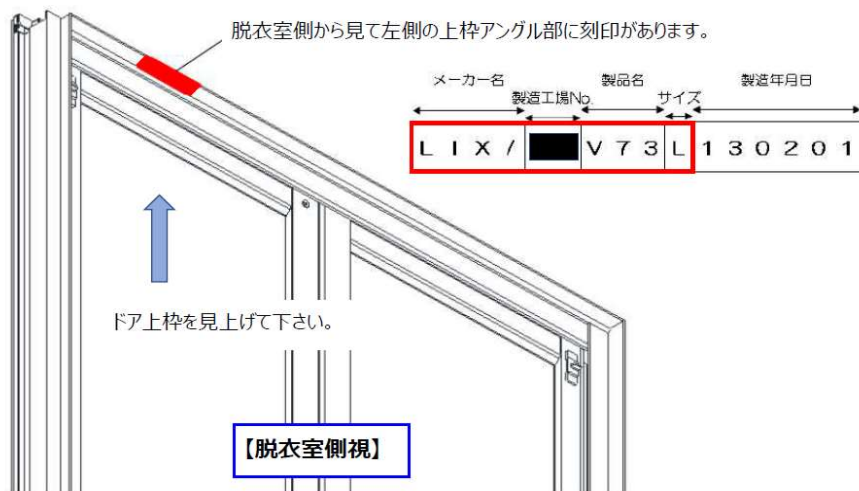 脱衣室側から見て左側の上枠アングル部に刻印があります。
メーカー名 製造工場No. 製品名 サイズ 製造年月日
LIX/ V73 L 130201
ドア上枠を見上げて下さい。
【脱衣室側視】